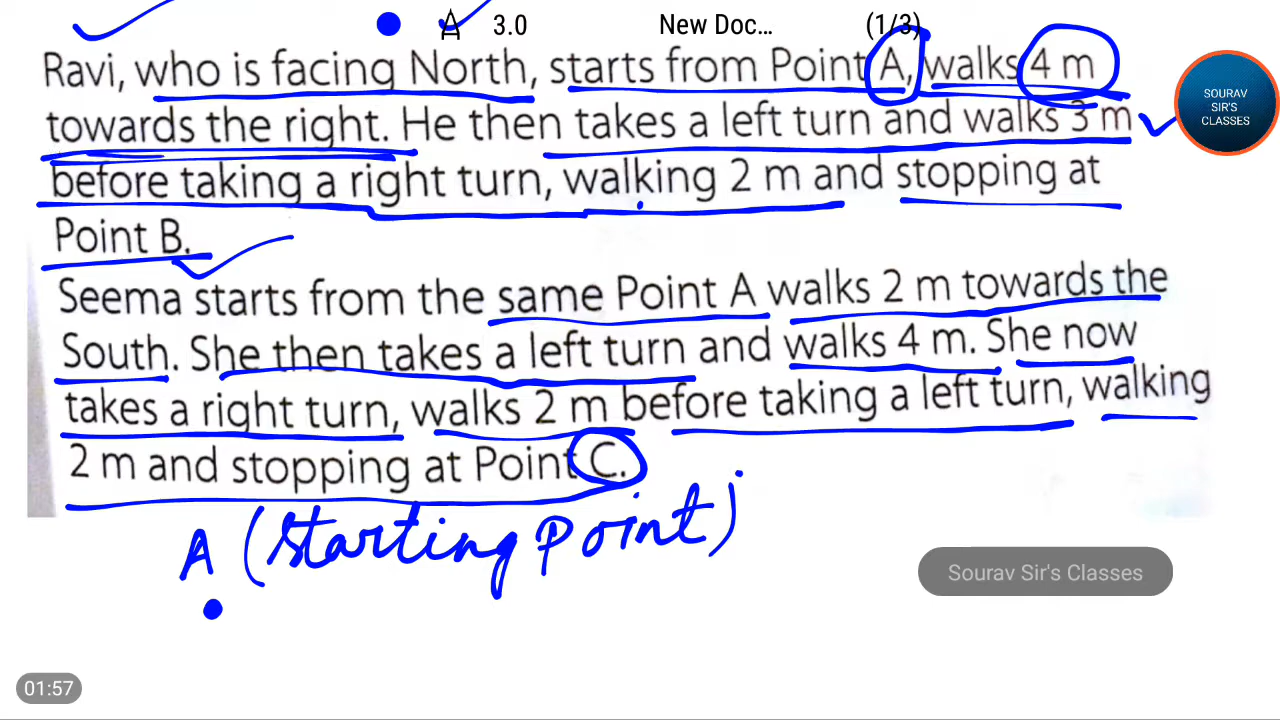 A 3.0 New Doc... (1/3)
Ravi, who is facing North, starts from Point A, walks 4 m
towards the right. He then takes a left turn and walks 3 m
before taking a right turn, walking 2 m and stopping at
Point B.
SOURAV
SIR'S
CLASSES
Seema starts from the same Point A walks 2 m towards the
South. She then takes a left turn and walks 4 m. She now
takes a right turn, walks 2 m before taking a left turn, walking
2 m and stopping at Point C.
A (Starting Point)
Sourav Sir's Classes
01:57